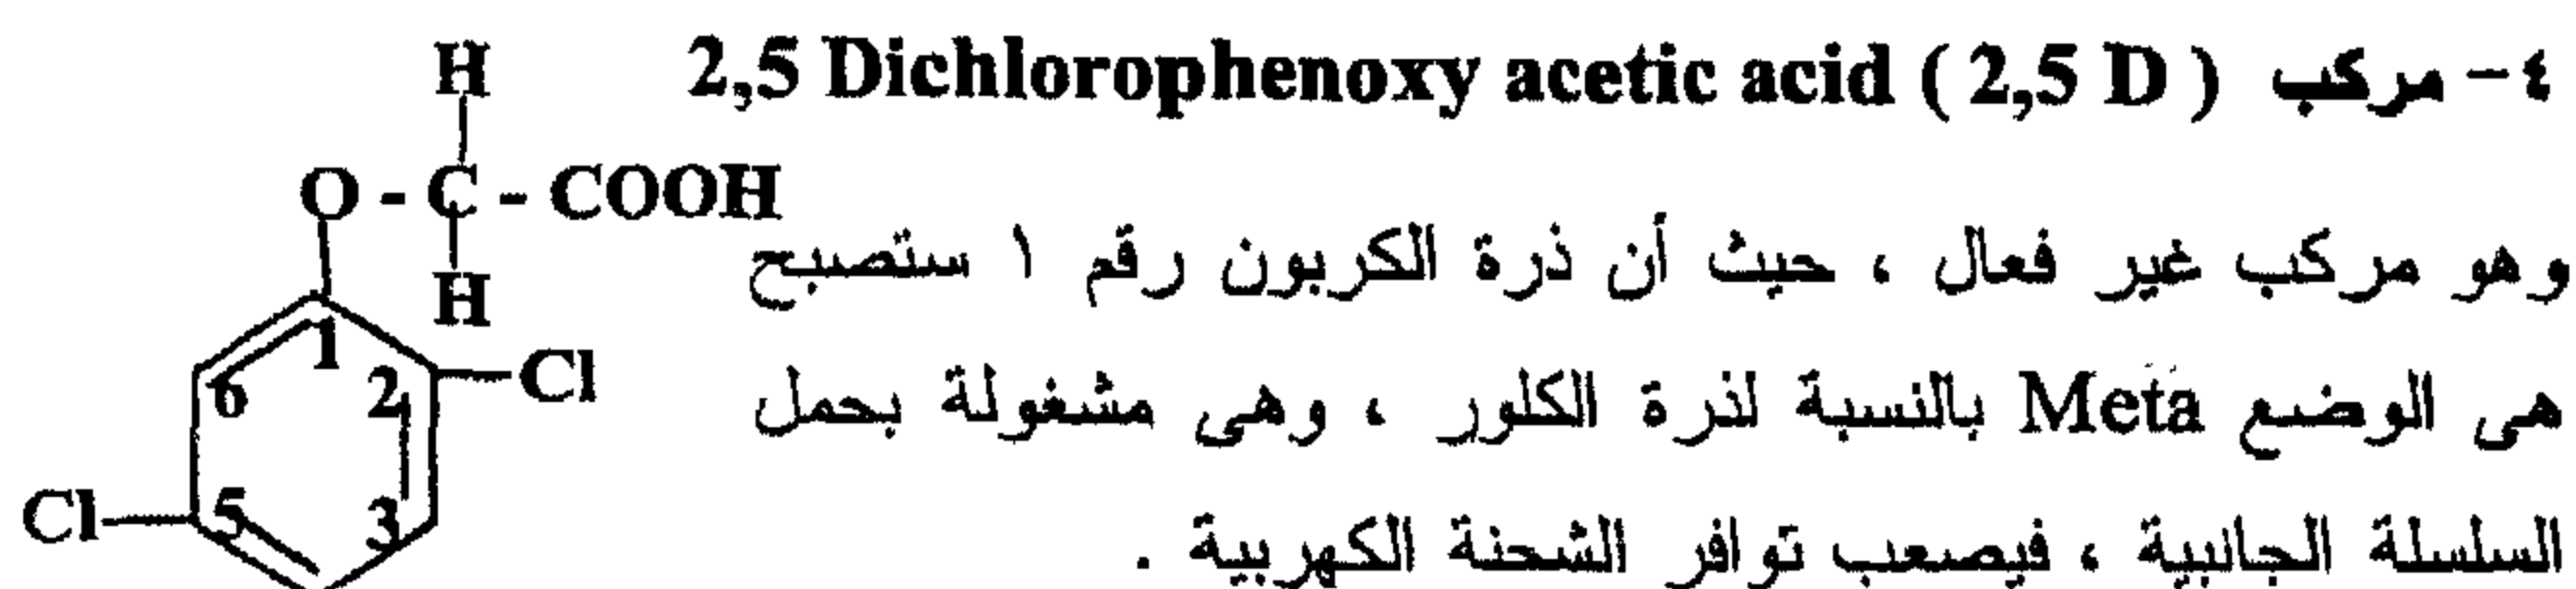 ٤- مركب 2,5 Dichlorophenoxy acetic acid ( 2,5 D )
وهو مركب غير فعال ، حيث أن ذرة الكربون رقم ١ ستصبح
هى الوضع Meta بالنسبة لذرة الكلور ، وهى مشغولة بحمل
السلسلة الجانبية ، فيصعب توافر الشحنة الكهربية .
H
O - C - COOH
H
1
6 2 Cl
Cl 5 3